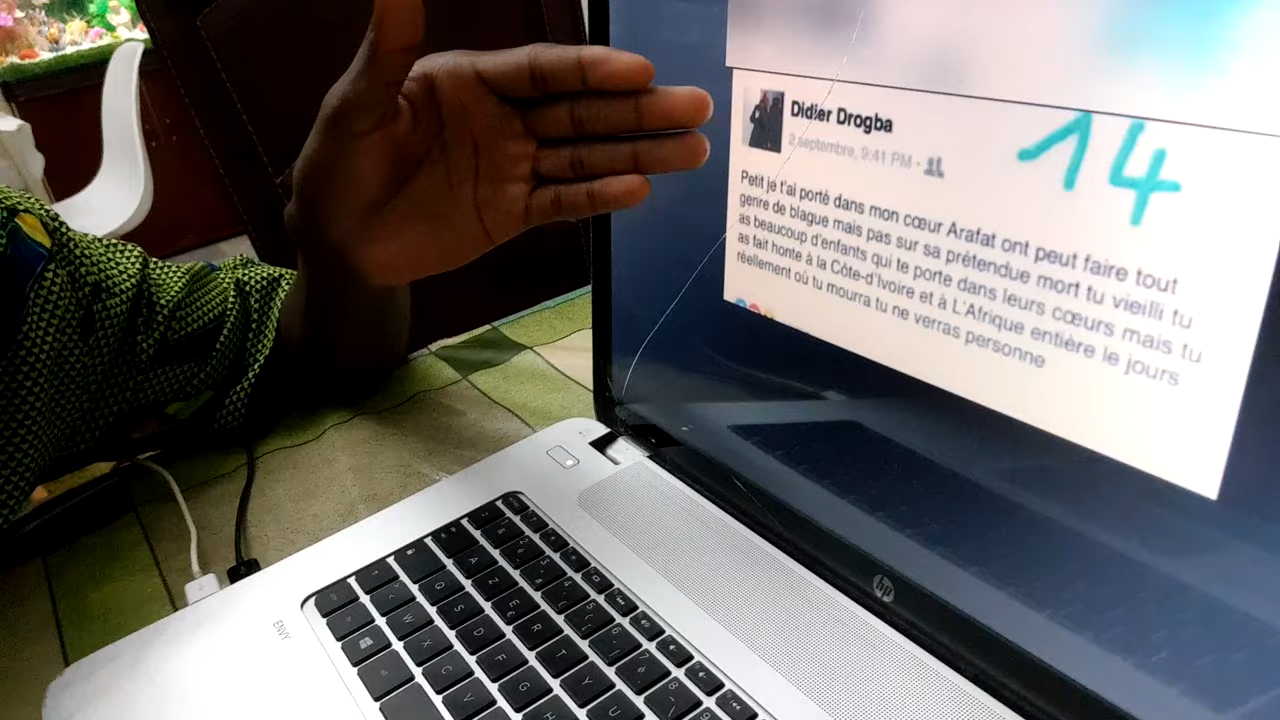 Didier Drogba
2 septembre, 9:41 PM
14
Petit je t'ai porté dans mon cœur Arafat ont peut faire tout
genre de blague mais pas sur sa prétendue mort tu vieilli tu
as beaucoup d'enfants qui te porte dans leurs cœurs mais tu
as fait honte à la Côte-d'Ivoire et à L'Afrique entière le jours
réellement où tu mourra tu ne verras personne
hp
ENVY
A Z E R T Y U
Q S D F G H
W X C V